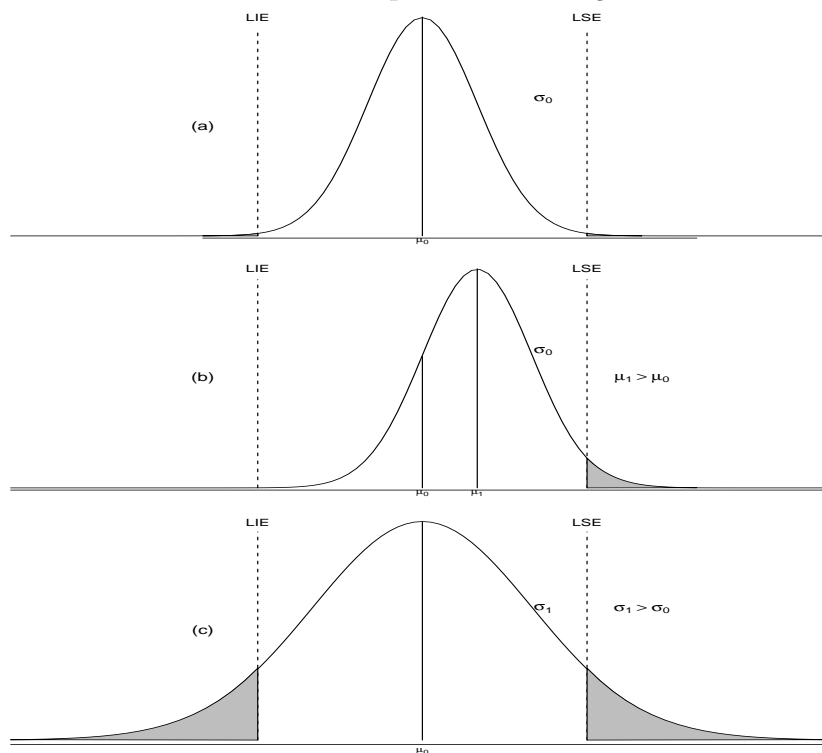 LIE LSE
σ₀
(a)
μ₀
LIE LSE
σ₀
(b) μ₁ > μ₀
μ₀ μ₁
LIE LSE
σ₁ σ₁ > σ₀
(c)
μ₀